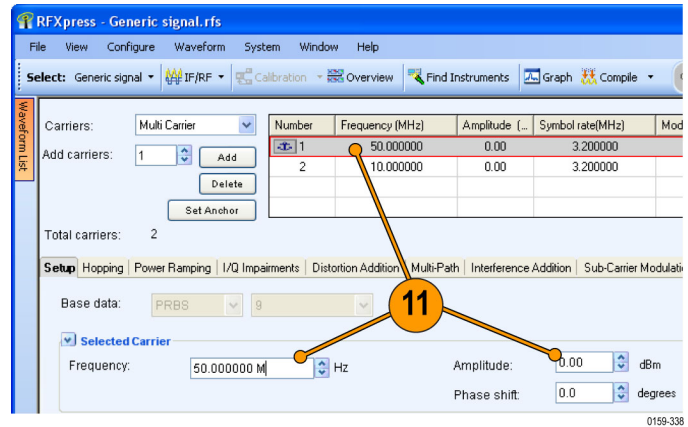 RFXpress - Generic signal.rfs
File View Configure Waveform System Window Help
Select: Generic signal IF/RF Calibration Overview Find Instruments Graph Compile
Waveform List
Carriers: Multi Carrier
Add carriers: 1 Add
Delete
Set Anchor
Total carriers: 2
Number Frequency (MHz) Amplitude (... Symbol rate(MHz) Mod
1 50.000000 0.00 3.200000
2 10.000000 0.00 3.200000
Setup Hopping Power Ramping I/Q Impairments Distortion Addition Multi-Path Interference Addition Sub-Carrier Modulati
Base data: PRBS 9
11
Selected Carrier
Frequency: 50.000000 M Hz Amplitude: 0.00 dBm
Phase shift: 0.0 degrees
0159-338